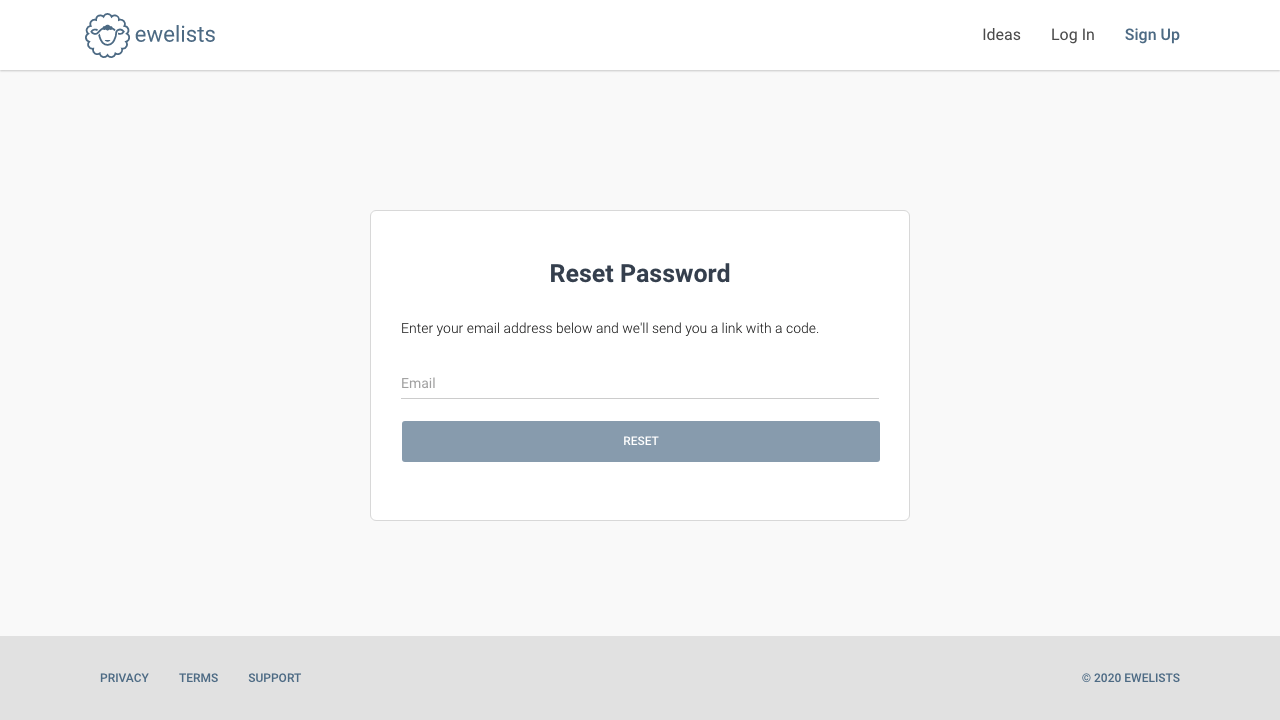 ewelists
Ideas
Log In
Sign Up
Reset Password
Enter your email address below and we'll send you a link with a code.
Email
RESET
PRIVACY
TERMS
SUPPORT
© 2020 EWELISTS